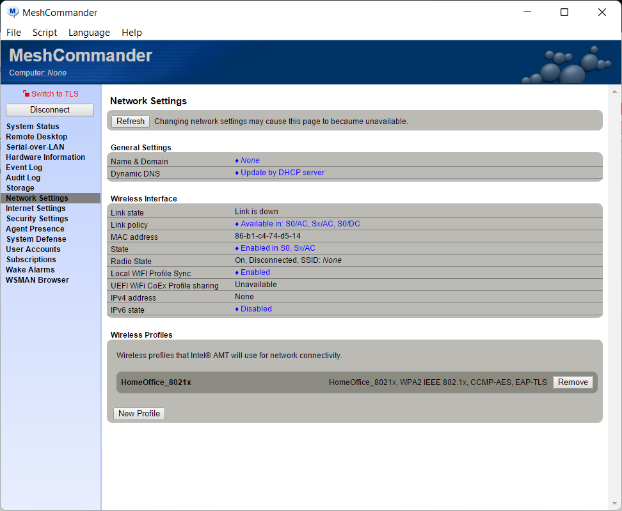 MeshCommander
File Script Language Help
MeshCommander
Computer: None
Switch to TLS
Disconnect
System Status
Remote Desktop
Serial-over-LAN
Hardware Information
Event Log
Audit Log
Storage
Network Settings
Internet Settings
Security Settings
Agent Presence
System Defense
User Accounts
Subscriptions
Wake Alarms
WSMAN Browser
Network Settings
Refresh Changing network settings may cause this page to becaume unavailable.
General Settings
Name & Domain ♦ None
Dynamic DNS ♦ Update by DHCP server
Wireless Interface
Link state Link is down
Link policy ♦ Available in: S0/AC, Sx/AC, S0/DC
MAC address 86-b1-c4-74-d5-14
State ♦ Enabled in S0, Sx/AC
Radio State On, Disconnected, SSID: None
Local WIFI Profile Sync ♦ Enabled
UEFI WiFi CoEx Profile sharing Unavailable
IPv4 address None
IPv6 state ♦ Disabled
Wireless Profiles
Wireless profiles that Intel® AMT will use for network connectivity.
HomeOffice_8021x HomeOffice_8021x, WPA2 IEEE 802.1x, CCMP-AES, EAP-TLS Remove
New Profile